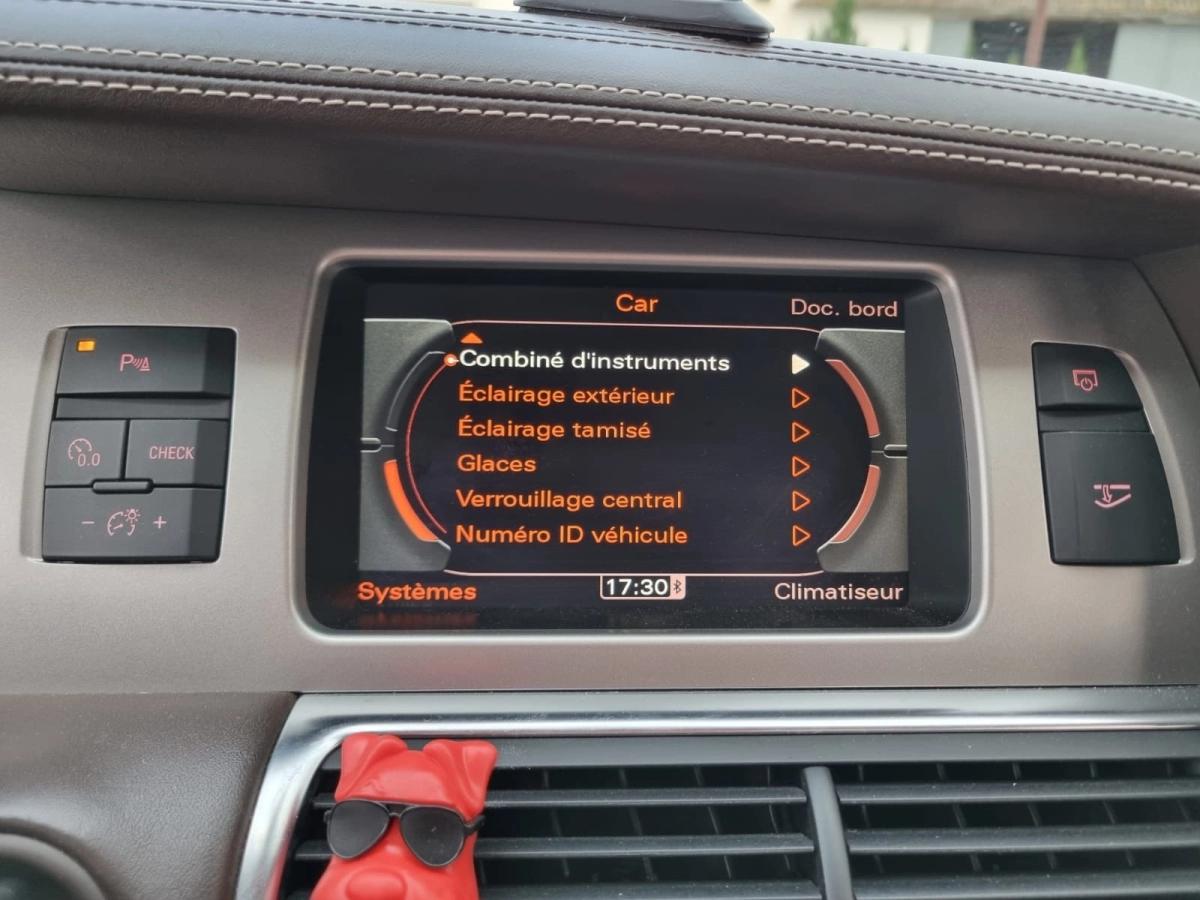 Car
Doc. bord
Combiné d'instruments
Éclairage extérieur
Éclairage tamisé
Glaces
Verrouillage central
Numéro ID véhicule
Systèmes
17:30
Climatiseur
P
0.0
CHECK
- +